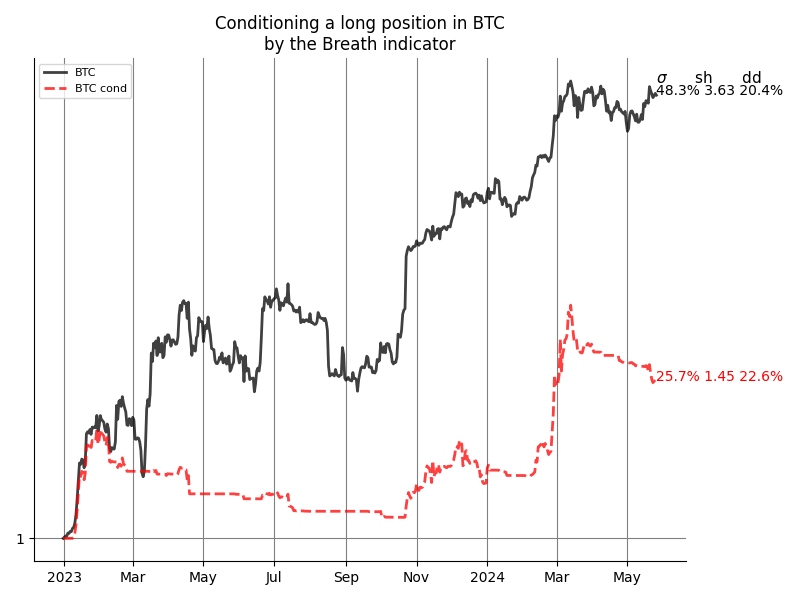 Conditioning a long position in BTC
by the Breath indicator
BTC
BTC cond
σ sh dd
48.3% 3.63 20.4%
25.7% 1.45 22.6%
1
2023 Mar May Jul Sep Nov 2024 Mar May